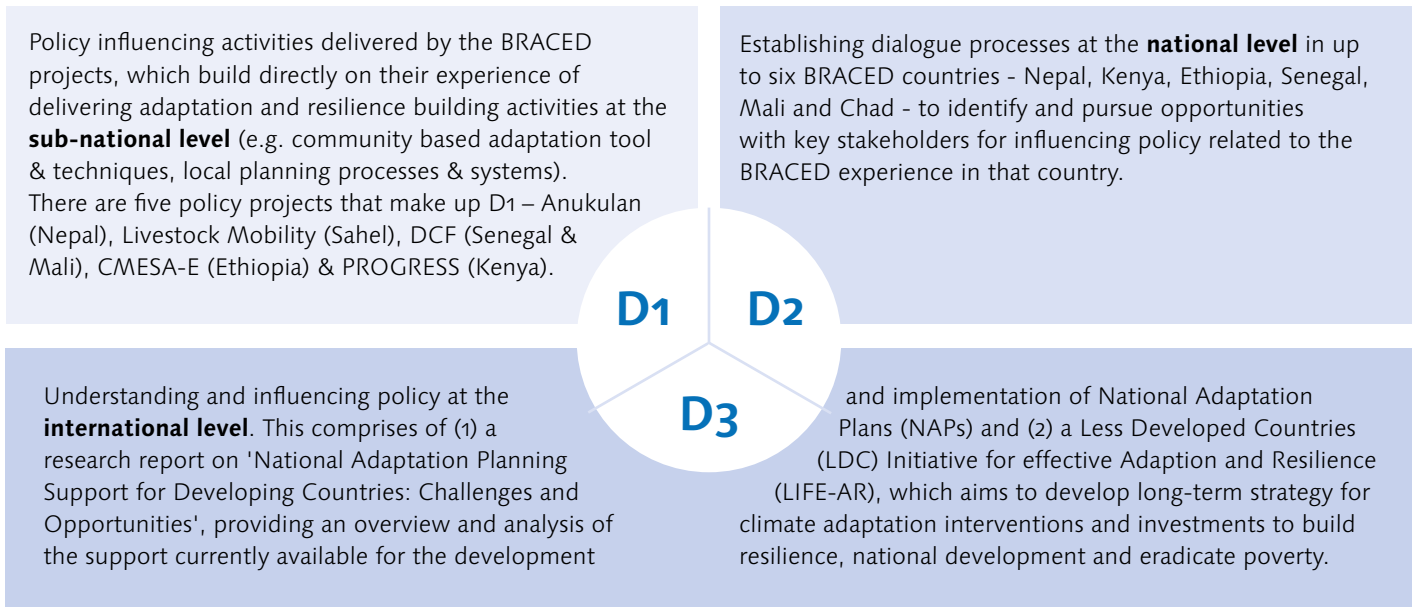 Policy influencing activities delivered by the BRACED
projects, which build directly on their experience of
delivering adaptation and resilience building activities at the
sub-national level (e.g. community based adaptation tool
& techniques, local planning processes & systems).
There are five policy projects that make up D1 – Anukulan
(Nepal), Livestock Mobility (Sahel), DCF (Senegal &
Mali), CMESA-E (Ethiopia) & PROGRESS (Kenya).
Establishing dialogue processes at the national level in up
to six BRACED countries - Nepal, Kenya, Ethiopia, Senegal,
Mali and Chad - to identify and pursue opportunities
with key stakeholders for influencing policy related to the
BRACED experience in that country.
D1
D2
D3
Understanding and influencing policy at the
international level. This comprises of (1) a
research report on 'National Adaptation Planning
Support for Developing Countries: Challenges and
Opportunities', providing an overview and analysis of
the support currently available for the development
and implementation of National Adaptation
Plans (NAPs) and (2) a Less Developed Countries
(LDC) Initiative for effective Adaption and Resilience
(LIFE-AR), which aims to develop long-term strategy for
climate adaptation interventions and investments to build
resilience, national development and eradicate poverty.